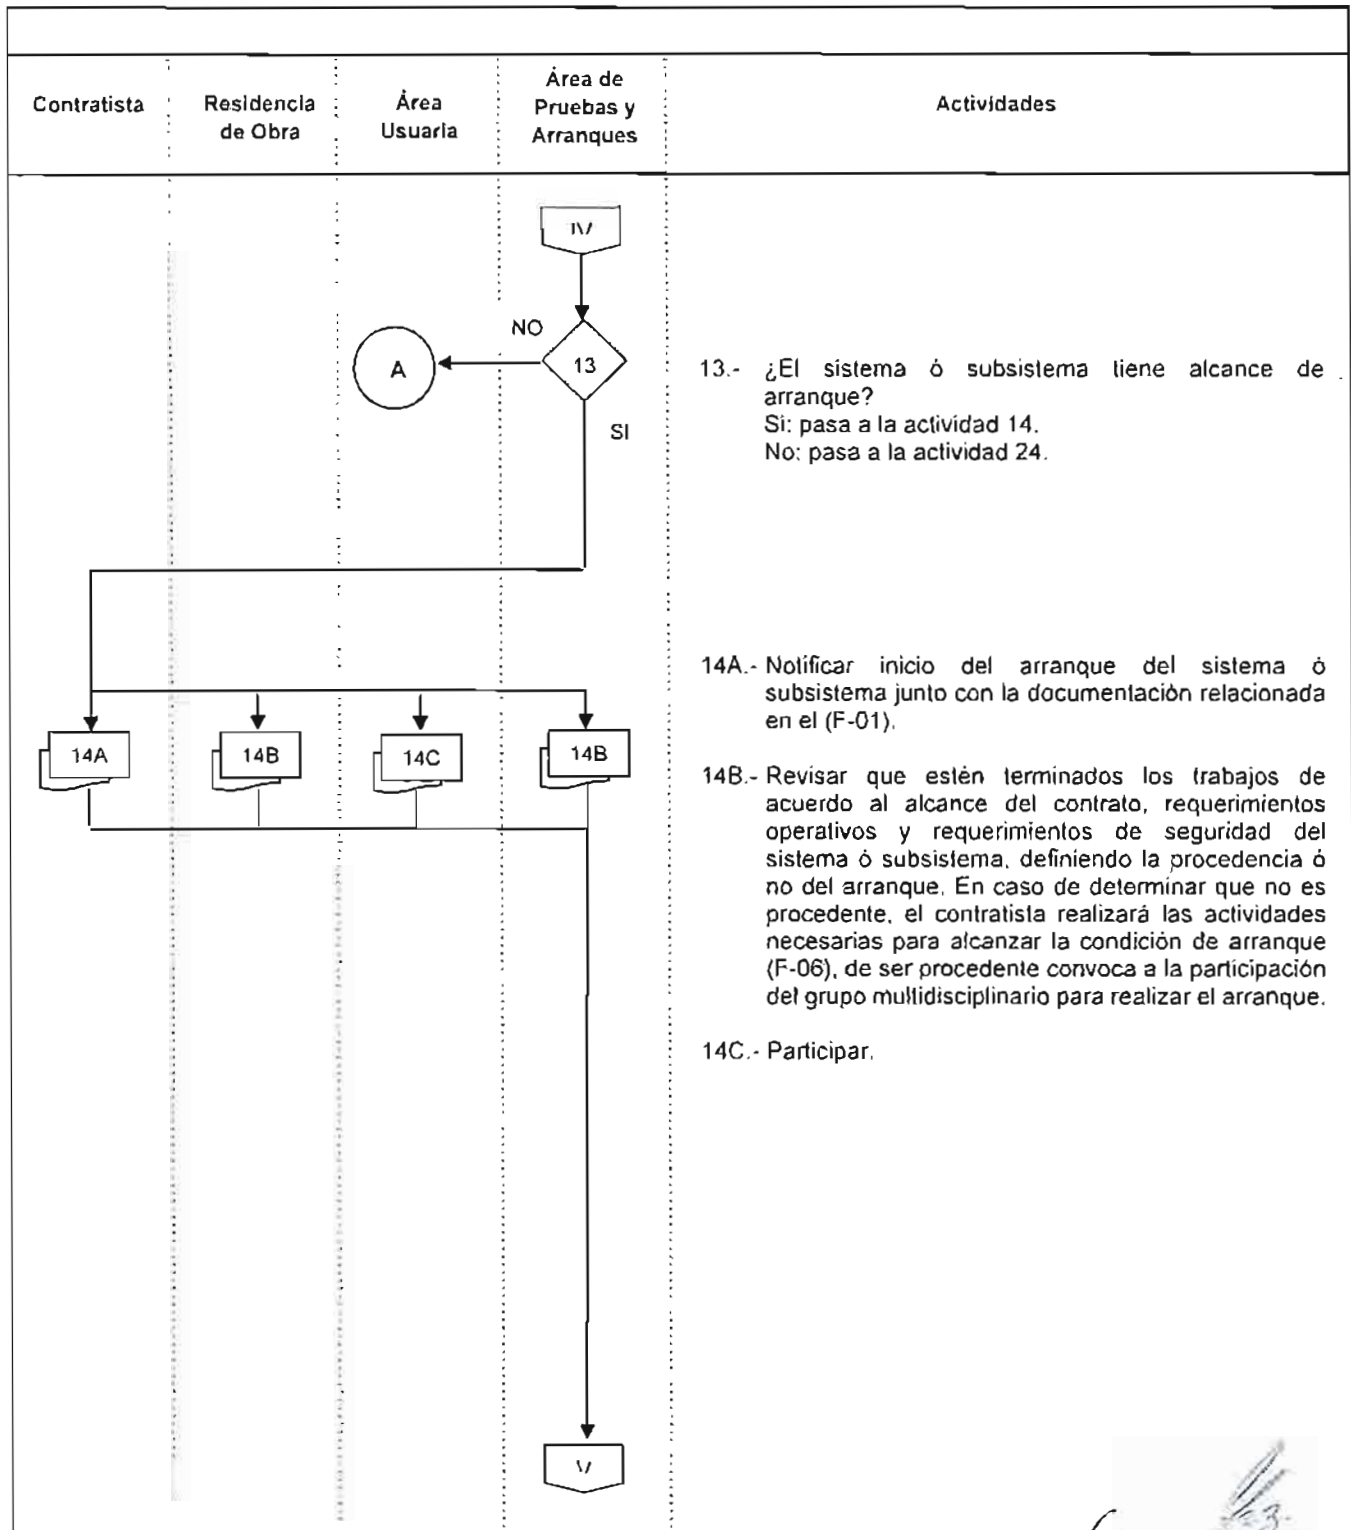 Contratista
Residencia
de Obra
Área
Usuaria
Área de
Pruebas y
Arranques
Actividades
IV
NO
A
13
SI
13.- ¿El sistema ó subsistema tiene alcance de
arranque?
Si: pasa a la actividad 14.
No: pasa a la actividad 24.
14A
14B
14C
14B
14A.- Notificar inicio del arranque del sistema ó
subsistema junto con la documentación relacionada
en el (F-01).
14B.- Revisar que estén terminados los trabajos de
acuerdo al alcance del contrato, requerimientos
operativos y requerimientos de seguridad del
sistema ó subsistema, definiendo la procedencia ó
no del arranque. En caso de determinar que no es
procedente, el contratista realizará las actividades
necesarias para alcanzar la condición de arranque
(F-06), de ser procedente convoca a la participación
del grupo multidisciplinario para realizar el arranque.
14C.- Participar.
V